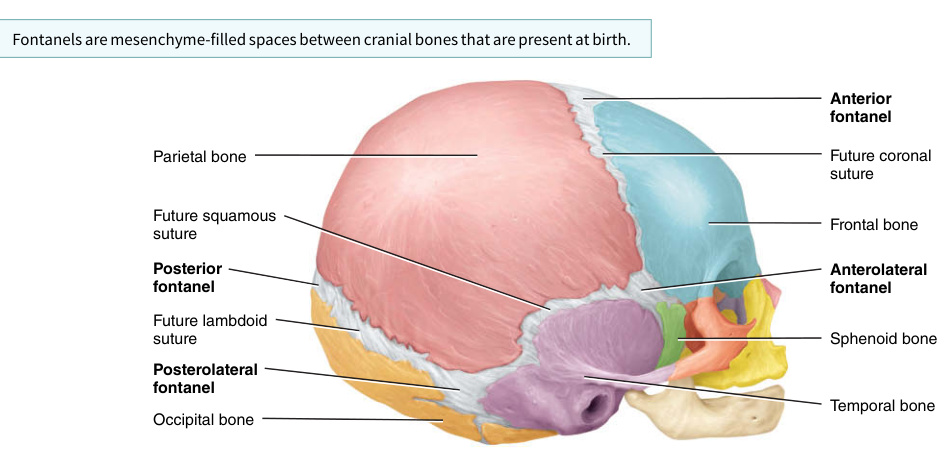 Fontanels are mesenchyme-filled spaces between cranial bones that are present at birth.
Parietal bone
Future squamous
suture
Posterior
fontanel
Future lambdoid
suture
Posterolateral
fontanel
Occipital bone
Anterior
fontanel
Future coronal
suture
Frontal bone
Anterolateral
fontanel
Sphenoid bone
Temporal bone